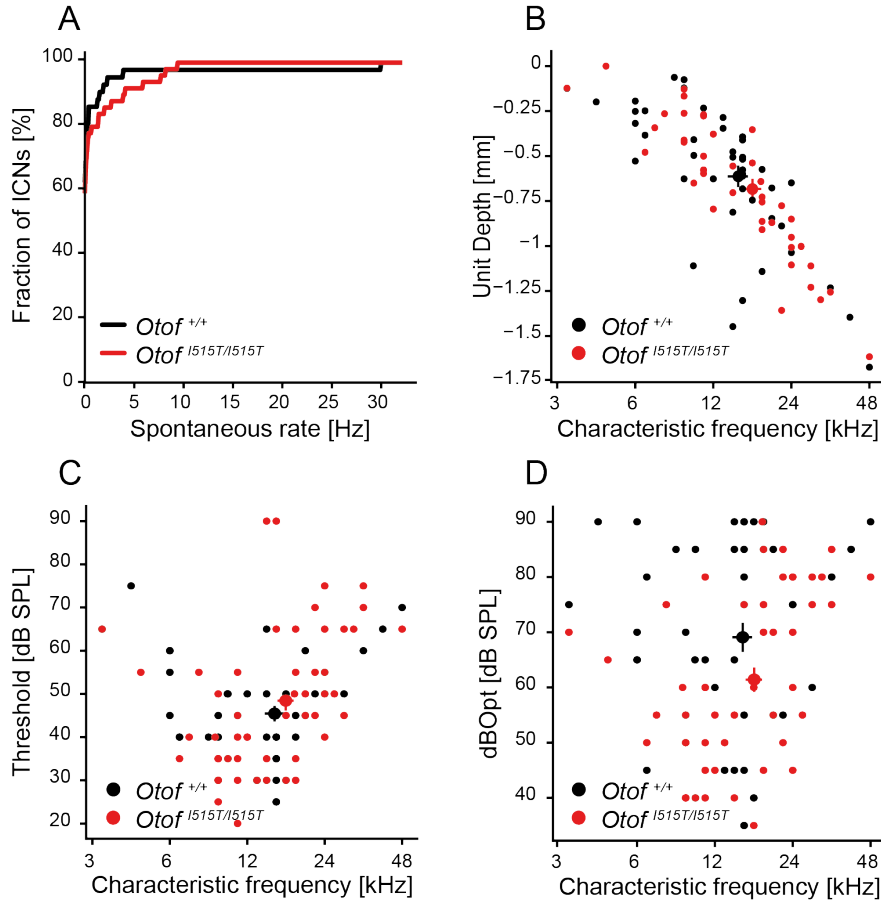 A
B
Fraction of ICNs [%]
100
80
60
40
20
0
Otof +/+
Otof I515T/I515T
0 5 10 15 20 25 30
Spontaneous rate [Hz]
Unit Depth [mm]
0
−0.25
−0.5
−0.75
−1
−1.25
−1.5
−1.75
Otof +/+
Otof I515T/I515T
3 6 12 24 48
Characteristic frequency [kHz]
C
D
Threshold [dB SPL]
90
80
70
60
50
40
30
20
Otof +/+
Otof I515T/I515T
3 6 12 24 48
Characteristic frequency [kHz]
dBOpt [dB SPL]
90
80
70
60
50
40
Otof +/+
Otof I515T/I515T
3 6 12 24 48
Characteristic frequency [kHz]